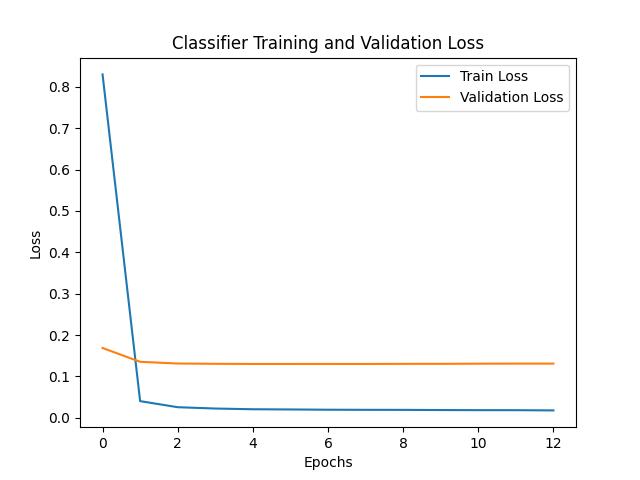 Classifier Training and Validation Loss
Train Loss
Validation Loss
0.8
0.7
0.6
0.5
0.4
0.3
0.2
0.1
0.0
Loss
0 2 4 6 8 10 12
Epochs